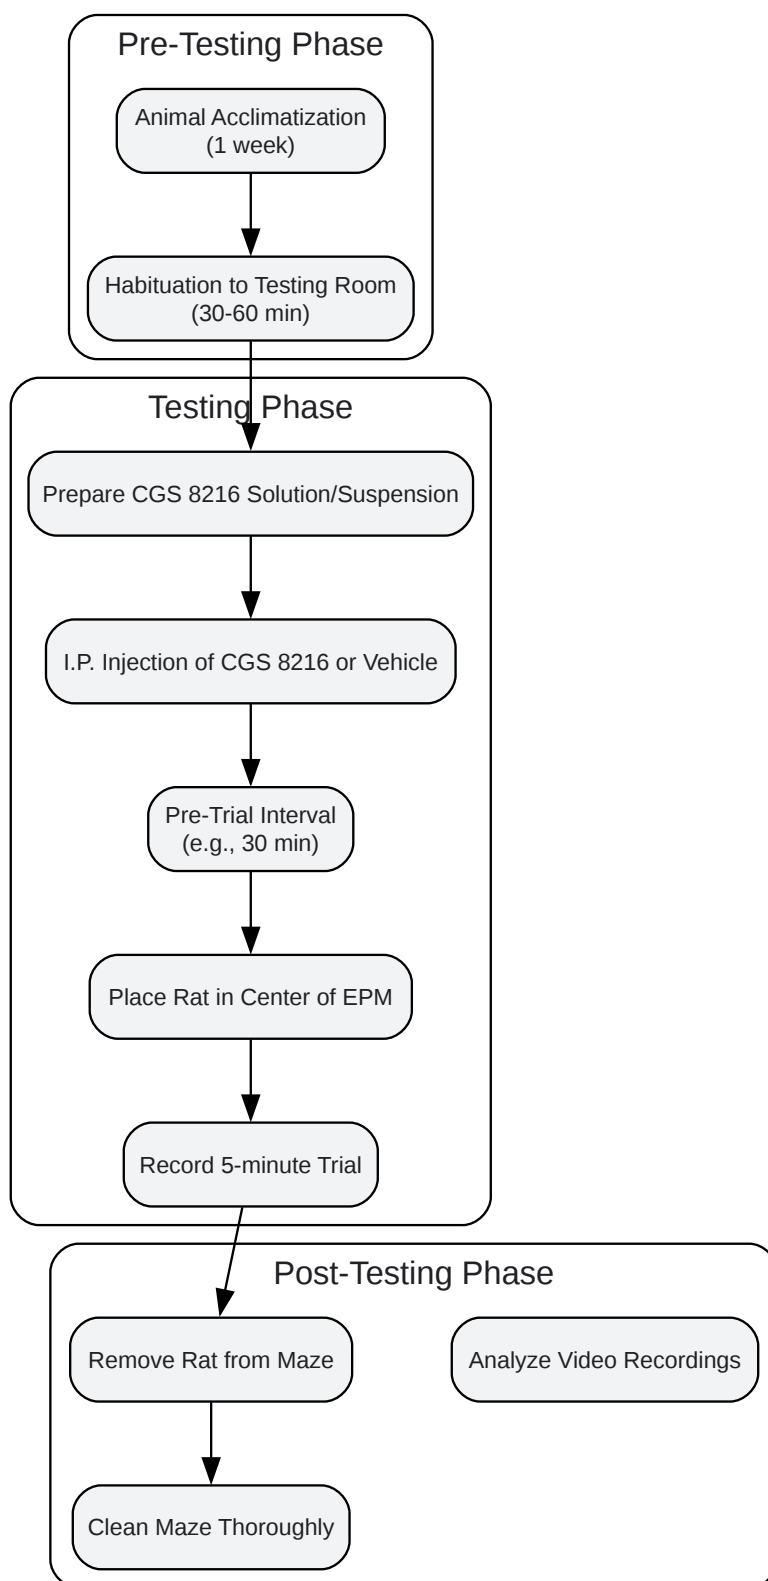 Pre-Testing Phase
Animal Acclimatization
(1 week)
Habituation to Testing Room
(30-60 min)
Testing Phase
Prepare CGS 8216 Solution/Suspension
I.P. Injection of CGS 8216 or Vehicle
Pre-Trial Interval
(e.g., 30 min)
Place Rat in Center of EPM
Record 5-minute Trial
Post-Testing Phase
Remove Rat from Maze
Analyze Video Recordings
Clean Maze Thoroughly